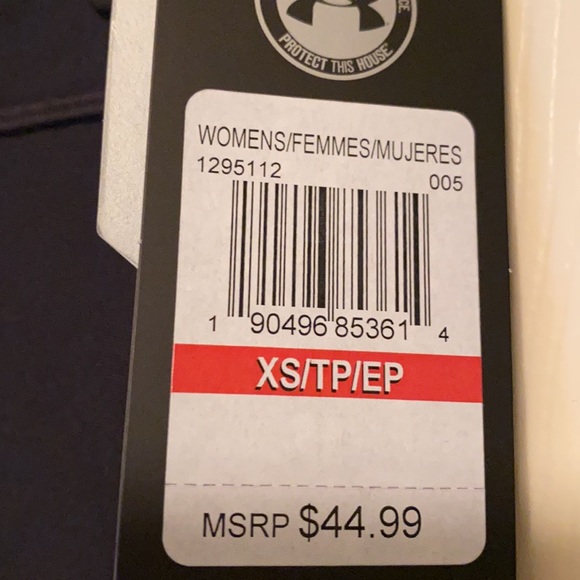 PROTECT THIS HOUSE
WOMENS/FEMMES/MUJERES
1295112 005
1 90496 85361 4
XS/TP/EP
MSRP $44.99